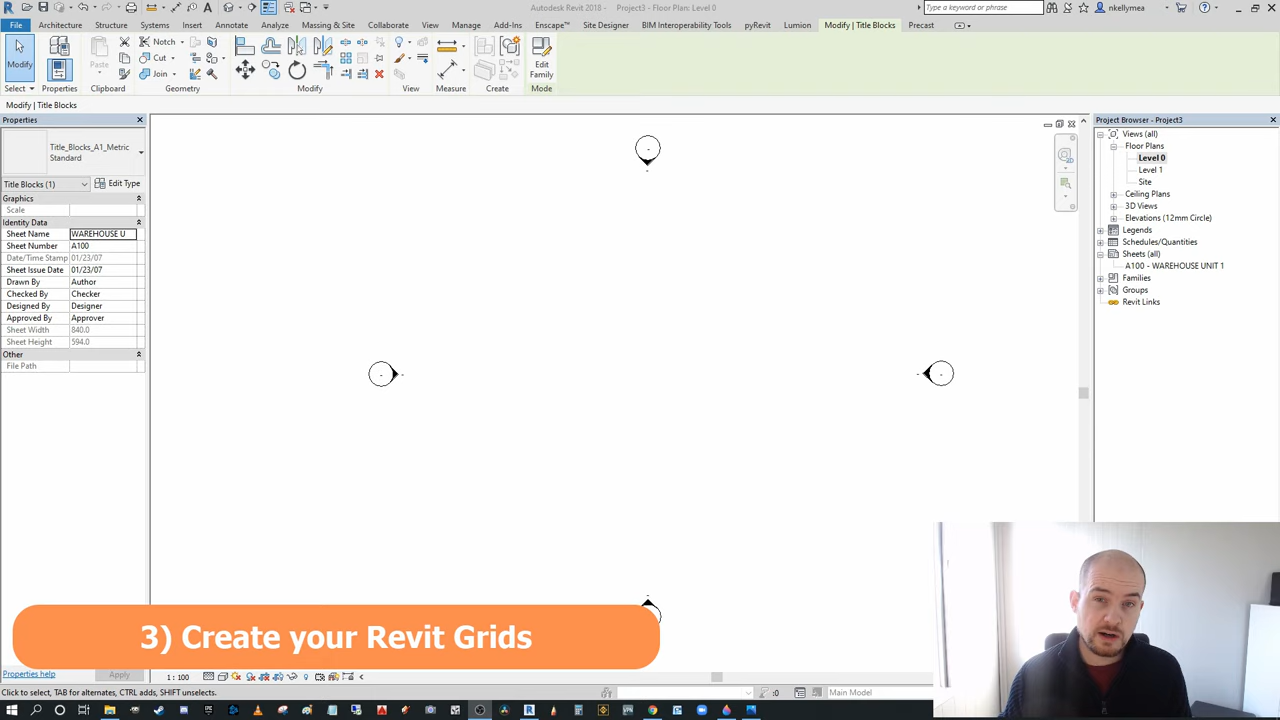 Autodesk Revit 2018 - Project3 - Floor Plan: Level 0
Type a keyword or phrase
nkellymea
File
Architecture
Structure
Systems
Insert
Annotate
Analyze
Massing & Site
Collaborate
View
Manage
Add-Ins
Enscape™
Site Designer
BIM Interoperability Tools
pyRevit
Lumion
Modify | Title Blocks
Precast
Modify
Paste
Notch
Cut
Join
Edit
Family
Select
Properties
Clipboard
Geometry
Modify
View
Measure
Create
Mode
Modify | Title Blocks
Properties
Title_Blocks_A1_Metric
Standard
Title Blocks (1)
Edit Type
Graphics
Scale
Identity Data
Sheet Name WAREHOUSE U
Sheet Number A100
Date/Time Stamp 01/23/07
Sheet Issue Date 01/23/07
Drawn By Author
Checked By Checker
Designed By Designer
Approved By Approver
Sheet Width 840.0
Sheet Height 594.0
Other
File Path
Properties help
Apply
Project Browser - Project3
Views (all)
Floor Plans
Level 0
Level 1
Site
Ceiling Plans
3D Views
Elevations (12mm Circle)
Legends
Schedules/Quantities
Sheets (all)
A100 - WAREHOUSE UNIT 1
Families
Groups
Revit Links
3) Create your Revit Grids
1 : 100
Click to select, TAB for alternates, CTRL adds, SHIFT unselects.
:0
Main Model